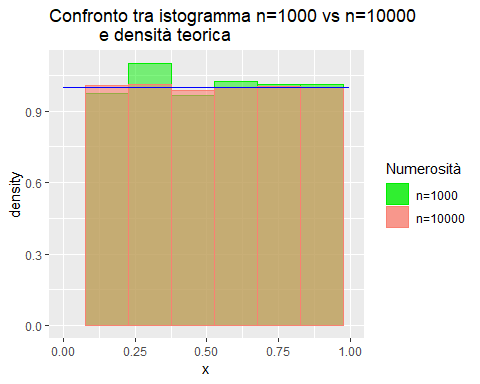 Confronto tra istogramma n=1000 vs n=10000
e densità teorica
density
0.9
0.6
0.3
0.0
0.00 0.25 0.50 0.75 1.00
x
Numerosità
n=1000
n=10000